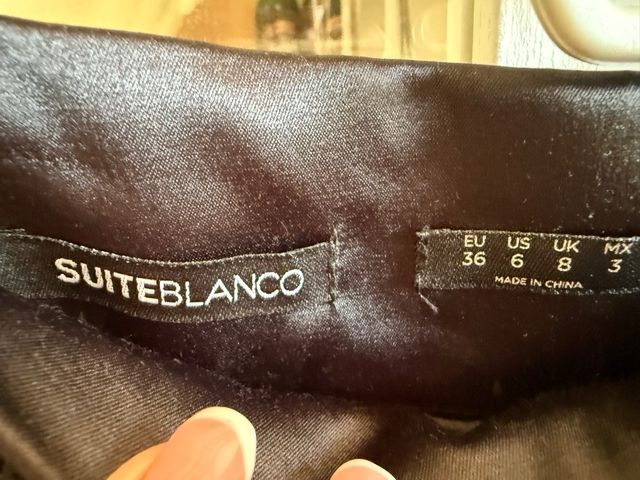 SUITEBLANCO
EU US UK MX
36 6 8 3
MADE IN CHINA